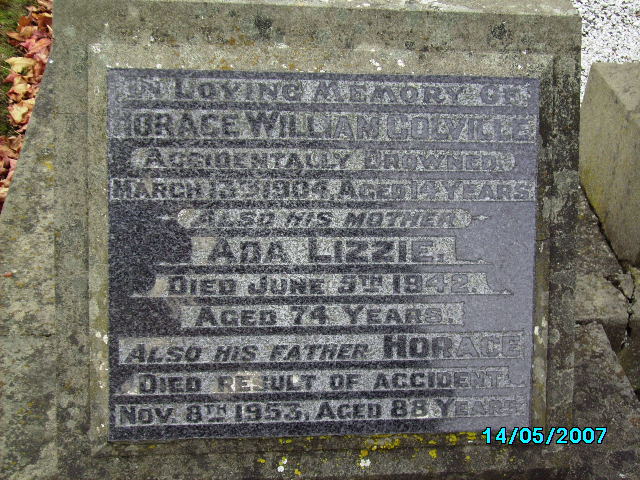 IN LOVING MEMORY OF
HORACE WILLIAM COLVILLE
ACCIDENTALLY DROWNED
MARCH 1904, AGED 14 YEARS
ALSO HIS MOTHER
ADA LIZZIE,
DIED JUNE 1942,
AGED 74 YEARS.
ALSO HIS FATHER HORACE
DIED RESULT OF ACCIDENT
NOV. 8TH 1953, AGED 88 YEARS
14/05/2007